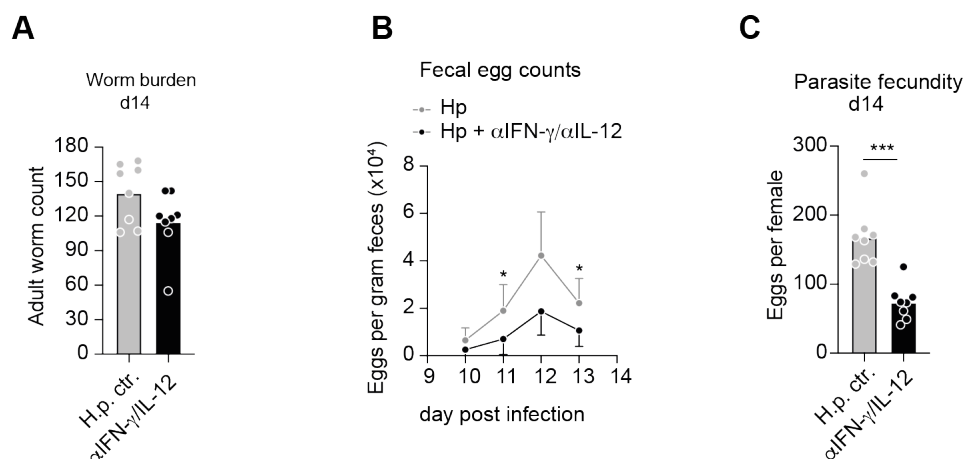 A
Worm burden
d14
Adult worm count
180
150
120
90
60
30
0
H.p. ctr.
αIFN-γ/IL-12
B
Fecal egg counts
Hp
Hp + αIFN-γ/αIL-12
Eggs per gram feces (x10⁴)
8
6
4
2
0
*
*
9 10 11 12 13 14
day post infection
C
Parasite fecundity
d14
Eggs per female
300
200
100
0
***
H.p. ctr.
αIFN-γ/IL-12